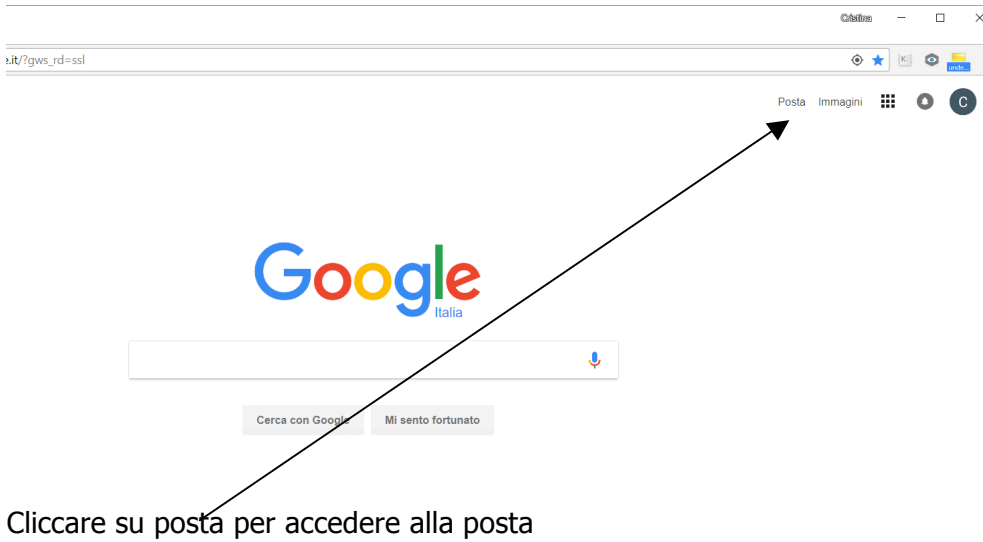 Cristina
e.it/?gws_rd=ssl
K
unde...
Posta Immagini
C
Google
Italia
Cerca con Google Mi sento fortunato
Cliccare su posta per accedere alla posta